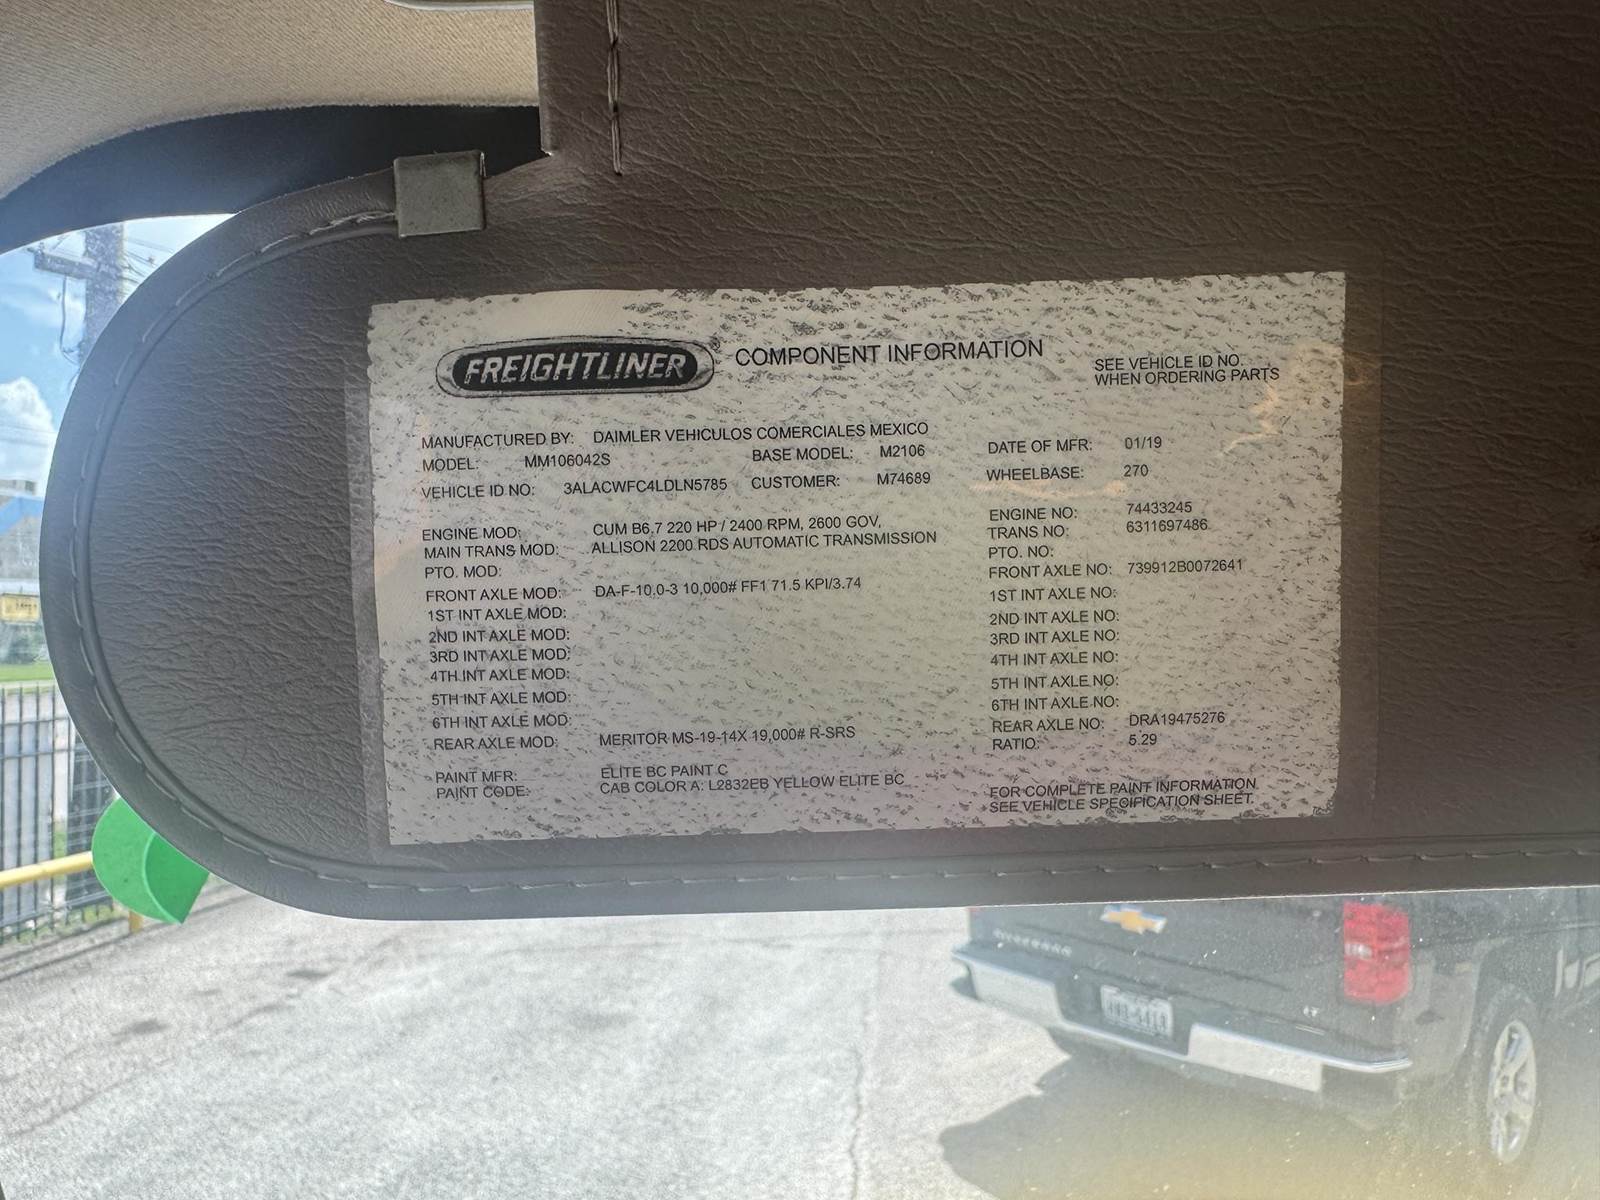 FREIGHTLINER COMPONENT INFORMATION
SEE VEHICLE ID NO.
WHEN ORDERING PARTS
MANUFACTURED BY: DAIMLER VEHICULOS COMERCIALES MEXICO
MODEL: MM106042S BASE MODEL: M2106
VEHICLE ID NO: 3ALACWFC4LDLN5785 CUSTOMER: M74689
DATE OF MFR: 01/19
WHEELBASE: 270
ENGINE MOD: CUM B6.7 220 HP / 2400 RPM, 2600 GOV,
MAIN TRANS MOD: ALLISON 2200 RDS AUTOMATIC TRANSMISSION
PTO. MOD:
FRONT AXLE MOD: DA-F-10.0-3 10,000# FF1 71.5 KPI/3.74
1ST INT AXLE MOD:
2ND INT AXLE MOD:
3RD INT AXLE MOD:
4TH INT AXLE MOD:
5TH INT AXLE MOD:
6TH INT AXLE MOD:
REAR AXLE MOD: MERITOR MS-19-14X 19,000# R-SRS
ENGINE NO: 74433245
TRANS NO: 6311697486
PTO. NO:
FRONT AXLE NO: 739912B0072641
1ST INT AXLE NO:
2ND INT AXLE NO:
3RD INT AXLE NO:
4TH INT AXLE NO:
5TH INT AXLE NO:
6TH INT AXLE NO:
REAR AXLE NO: DRA19475276
RATIO: 5.29
PAINT MFR: ELITE BC PAINT C
PAINT CODE: CAB COLOR A: L2832EB YELLOW ELITE BC
FOR COMPLETE PAINT INFORMATION
SEE VEHICLE SPECIFICATION SHEET.
SILVERADO
LT